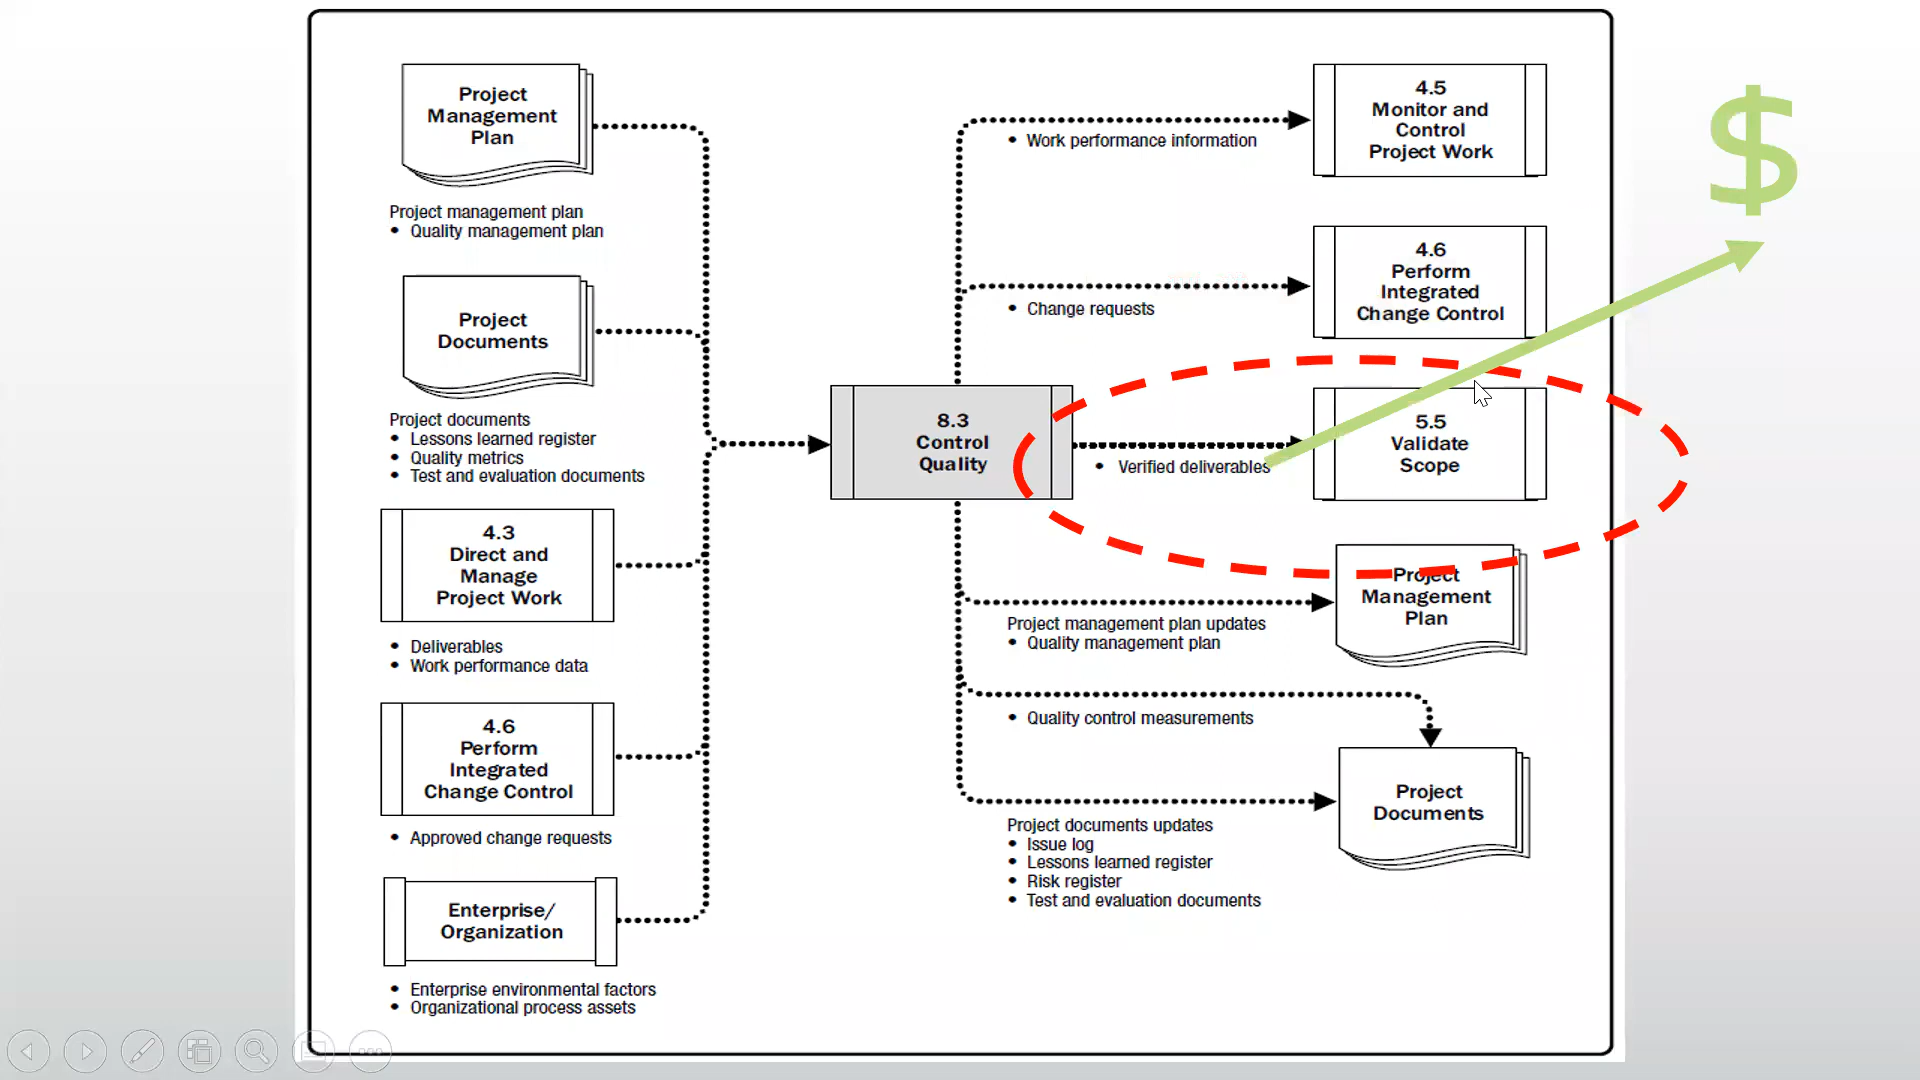 Project
Management
Plan
Project management plan
• Quality management plan
Project
Documents
Project documents
• Lessons learned register
• Quality metrics
• Test and evaluation documents
4.3
Direct and
Manage
Project Work
• Deliverables
• Work performance data
4.6
Perform
Integrated
Change Control
• Approved change requests
Enterprise/
Organization
• Enterprise environmental factors
• Organizational process assets
8.3
Control
Quality
• Work performance information
4.5
Monitor and
Control
Project Work
• Change requests
4.6
Perform
Integrated
Change Control
• Verified deliverables
5.5
Validate
Scope
Project management plan updates
• Quality management plan
Project
Management
Plan
• Quality control measurements
Project documents updates
• Issue log
• Lessons learned register
• Risk register
• Test and evaluation documents
Project
Documents
$